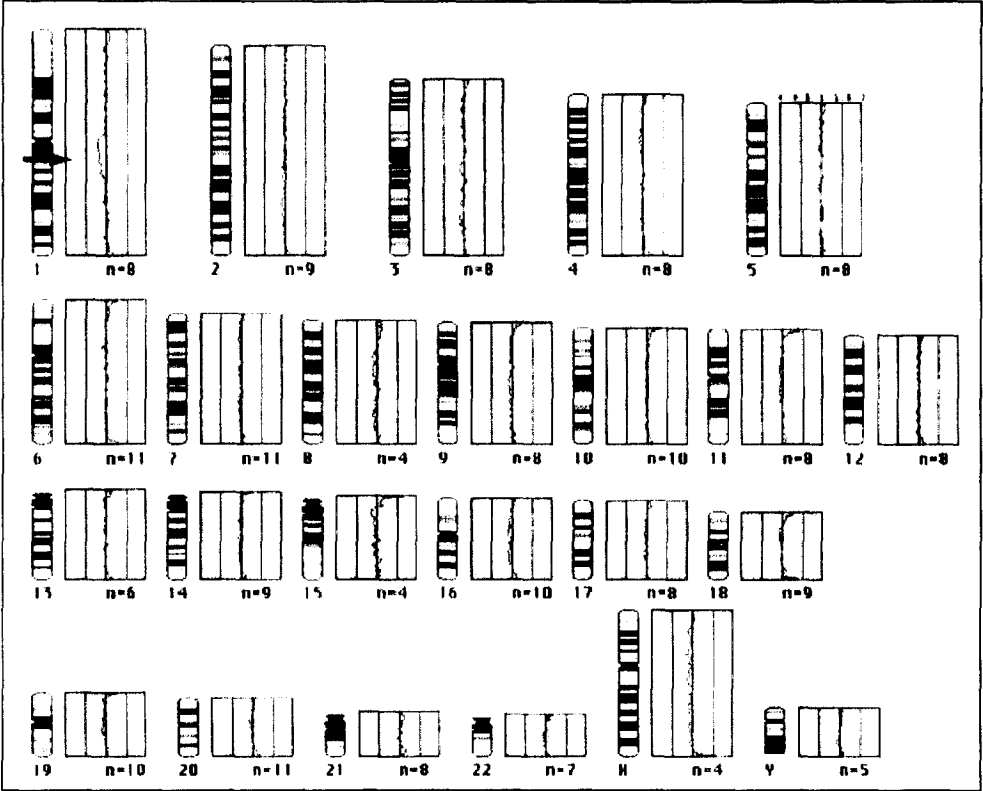 1 n=8 2 n=9 3 n=8 4 n=8 5 n=8
6 n=11 7 n=11 8 n=4 9 n=8 10 n=10 11 n=8 12 n=8
13 n=6 14 n=9 15 n=4 16 n=10 17 n=8 18 n=9
19 n=10 20 n=11 21 n=8 22 n=7 X n=4 Y n=5